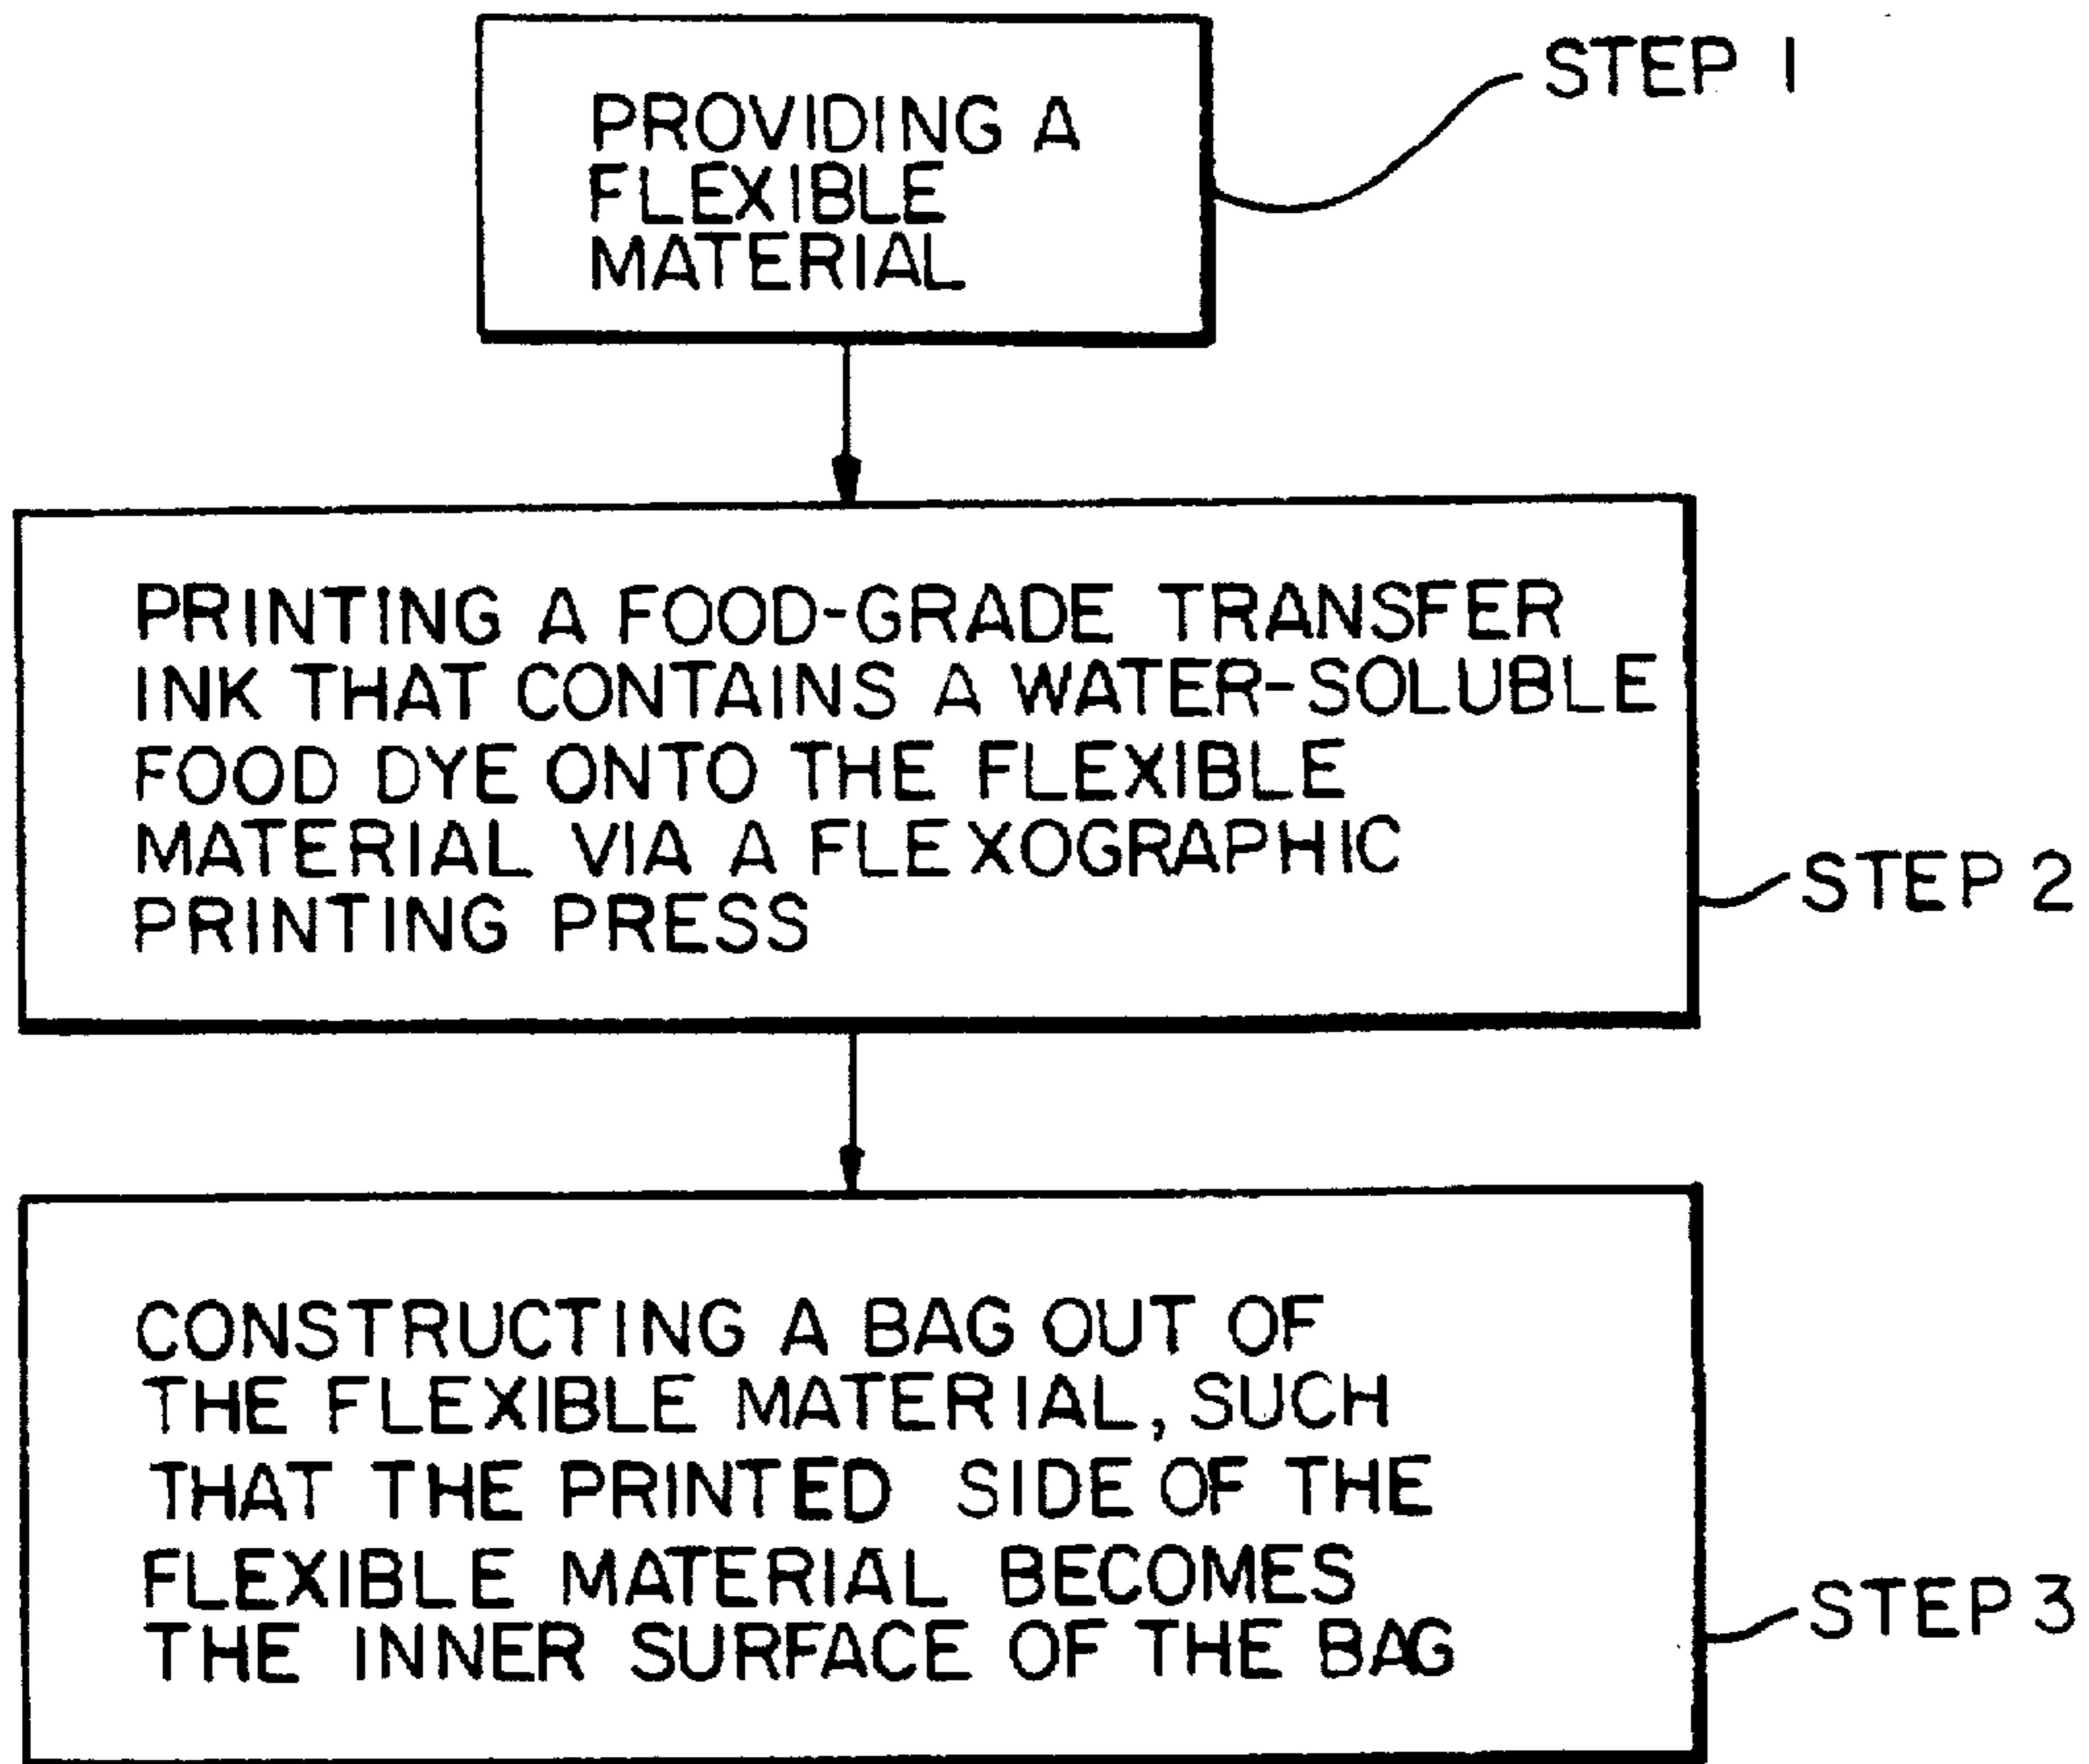 PROVIDING A
FLEXIBLE
MATERIAL
STEP 1
PRINTING A FOOD-GRADE TRANSFER
INK THAT CONTAINS A WATER-SOLUBLE
FOOD DYE ONTO THE FLEXIBLE
MATERIAL VIA A FLEXOGRAPHIC
PRINTING PRESS
STEP 2
CONSTRUCTING A BAG OUT OF
THE FLEXIBLE MATERIAL, SUCH
THAT THE PRINTED SIDE OF THE
FLEXIBLE MATERIAL BECOMES
THE INNER SURFACE OF THE BAG
STEP 3